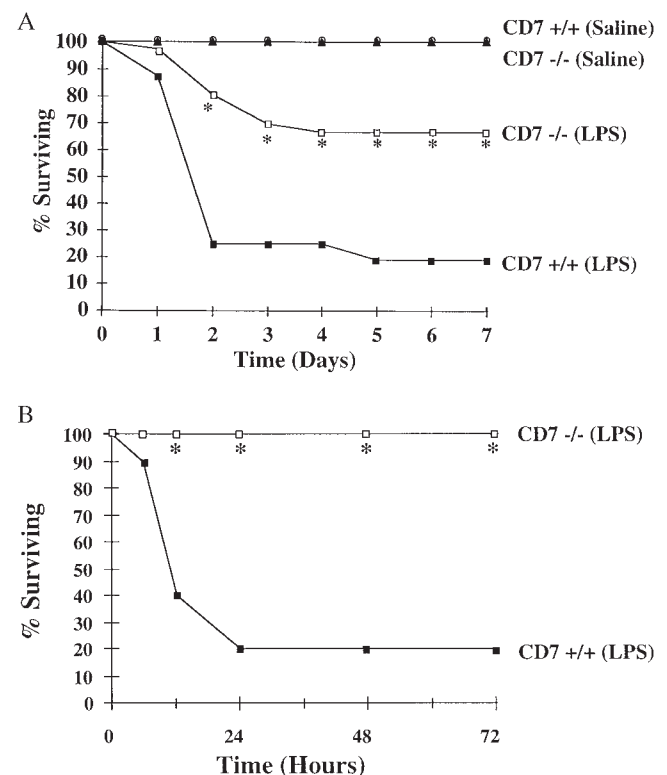 A
CD7 +/+ (Saline)
CD7 -/- (Saline)
CD7 -/- (LPS)
CD7 +/+ (LPS)
% Surviving
100
90
80
70
60
50
40
30
20
10
0
* * * * * *
0 1 2 3 4 5 6 7
Time (Days)
B
CD7 -/- (LPS)
CD7 +/+ (LPS)
% Surviving
100
90
80
70
60
50
40
30
20
10
0
* * * *
0 24 48 72
Time (Hours)